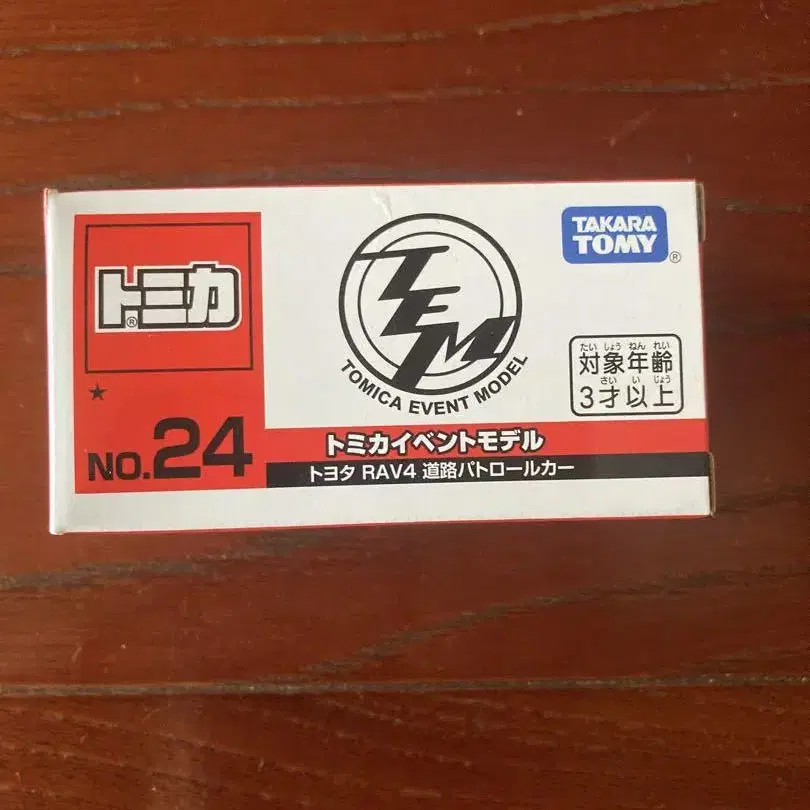 トミカ®
★
NO.24
TEM
TOMICA EVENT MODEL
TAKARA
TOMY®
たい しょう ねん れい
対象年齢
さい い じょう
3才以上
トミカイベントモデル
トヨタ RAV4 道路パトロールカー